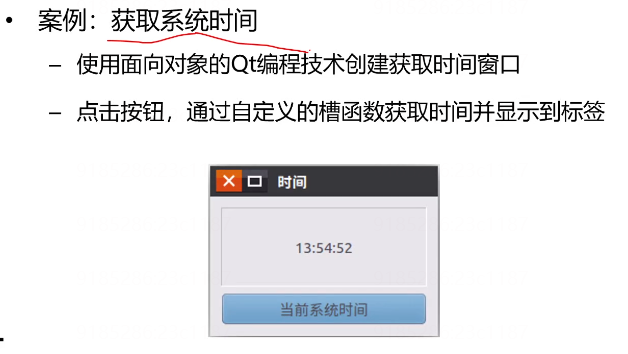 • 案例：获取系统时间
– 使用面向对象的Qt编程技术创建获取时间窗口
– 点击按钮，通过自定义的槽函数获取时间并显示到标签
时间
13:54:52
当前系统时间